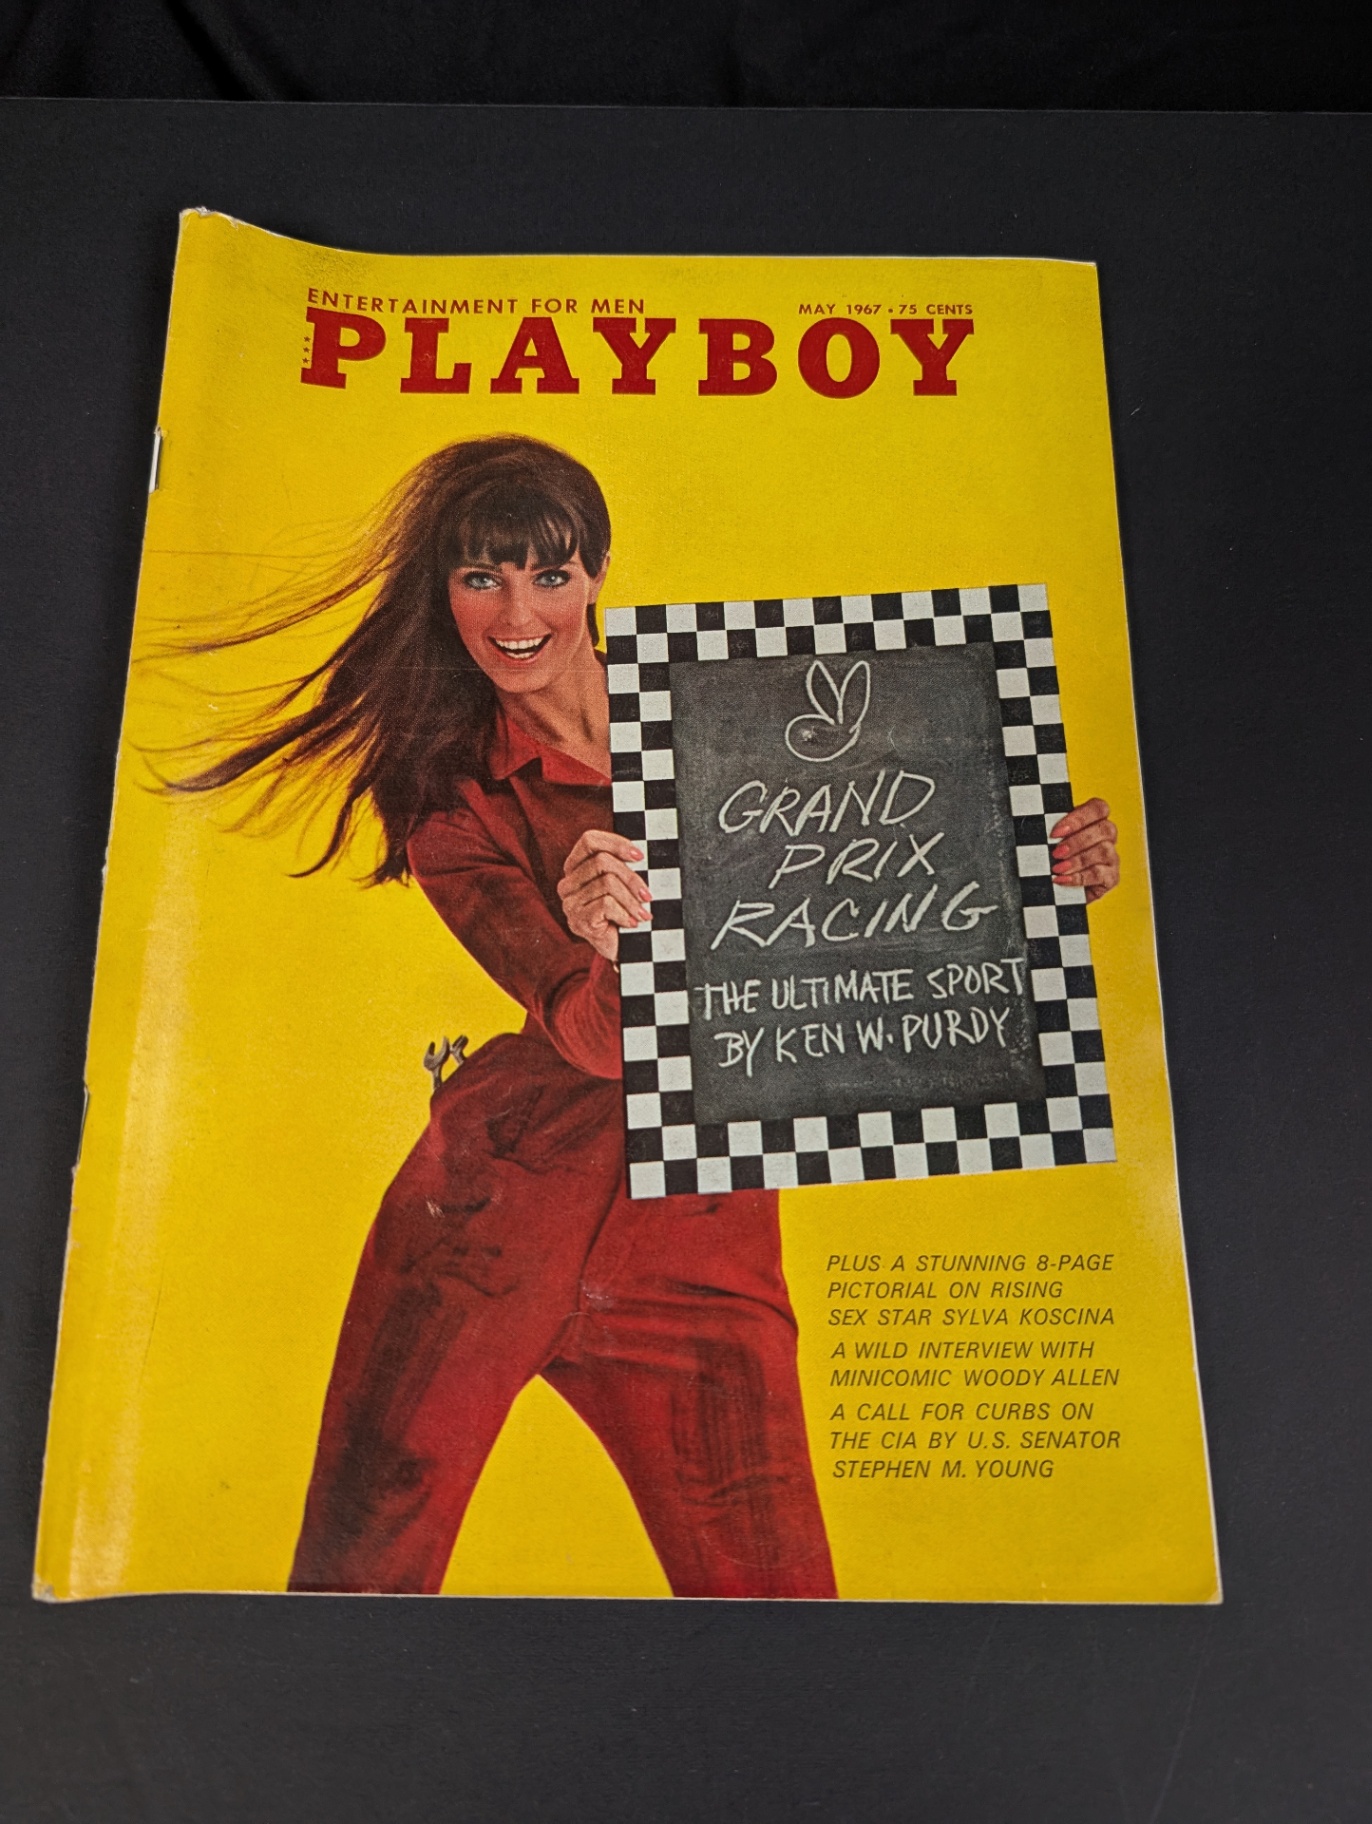 ENTERTAINMENT FOR MEN
MAY 1967 • 75 CENTS
PLAYBOY
GRAND
PRIX
RACING
THE ULTIMATE SPORT
BY KEN W. PURDY
PLUS A STUNNING 8-PAGE
PICTORIAL ON RISING
SEX STAR SYLVA KOSCINA
A WILD INTERVIEW WITH
MINICOMIC WOODY ALLEN
A CALL FOR CURBS ON
THE CIA BY U.S. SENATOR
STEPHEN M. YOUNG